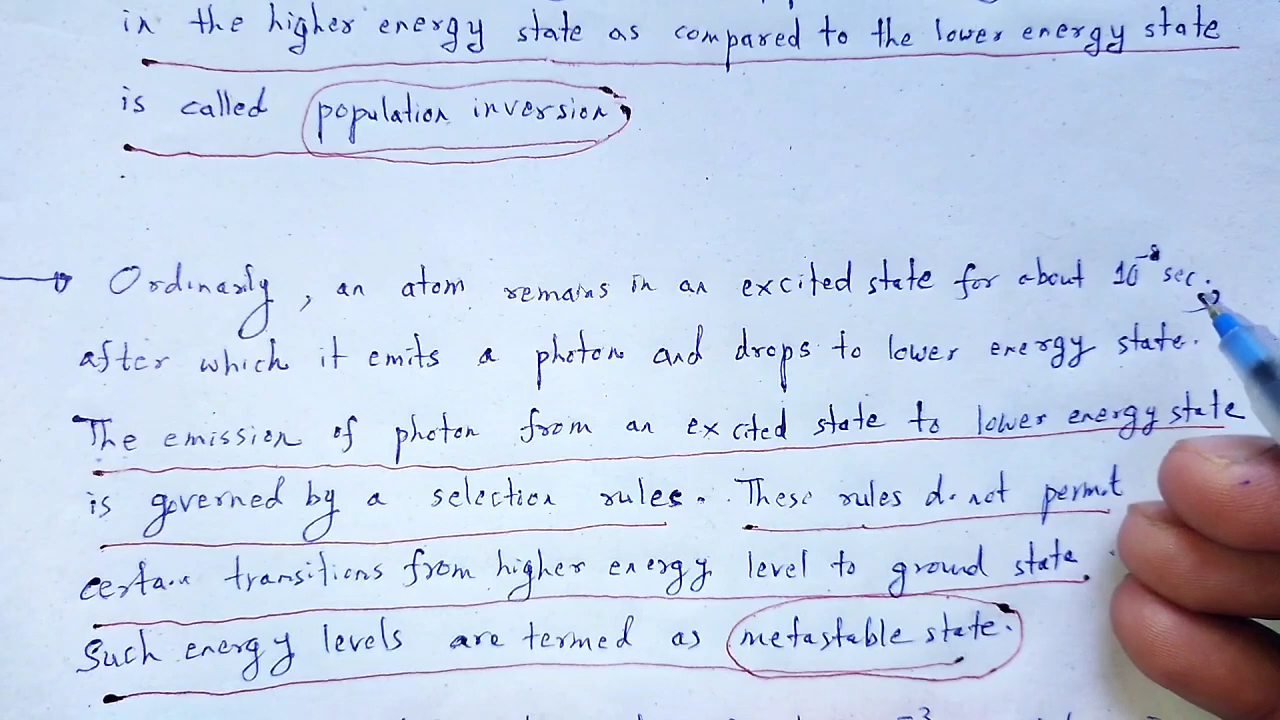 in the higher energy state as compared to the lower energy state
is called population inversion.
Ordinarily, an atom remains in an excited state for about 10⁻⁸ sec.
after which it emits a photon and drops to lower energy state.
The emission of photon from an excited state to lower energy state
is governed by a selection rules. These rules do not permit
certain transitions from higher energy level to ground state.
Such energy levels are termed as metastable state.